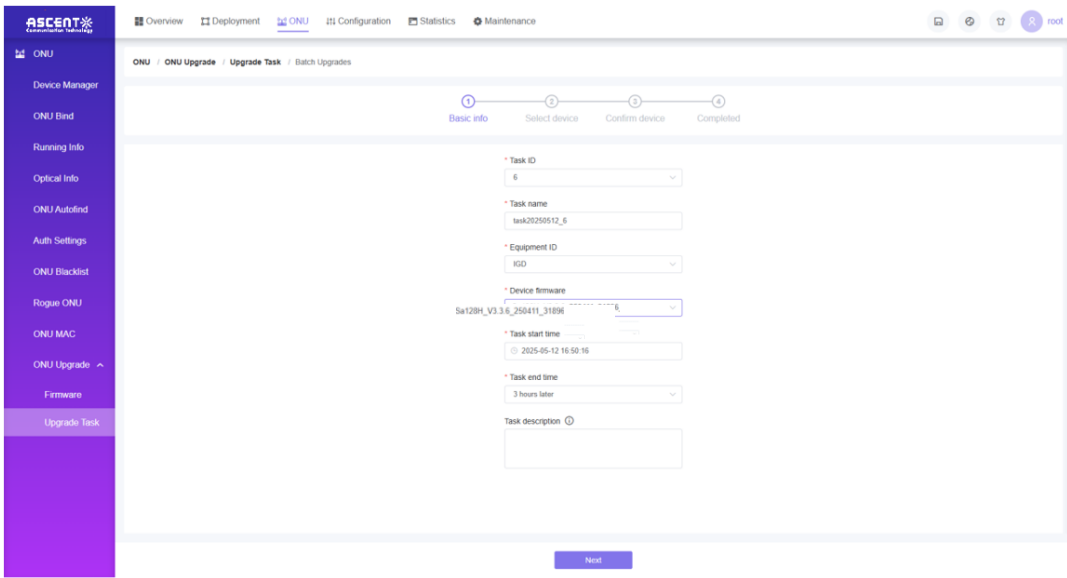 ASCENT
Communication Technology
Overview
Deployment
ONU
Configuration
Statistics
Maintenance
root
ONU
Device Manager
ONU Bind
Running Info
Optical Info
ONU Autofind
Auth Settings
ONU Blacklist
Rogue ONU
ONU MAC
ONU Upgrade
Firmware
Upgrade Task
ONU / ONU Upgrade / Upgrade Task / Batch Upgrades
1 2 3 4
Basic info Select device Confirm device Completed
* Task ID
6
* Task name
task20250512_6
* Equipment ID
IGD
* Device firmware
5a128H_V3.3.6_250411_31896
* Task start time
2025-05-12 16:50:16
* Task end time
3 hours later
Task description
Next